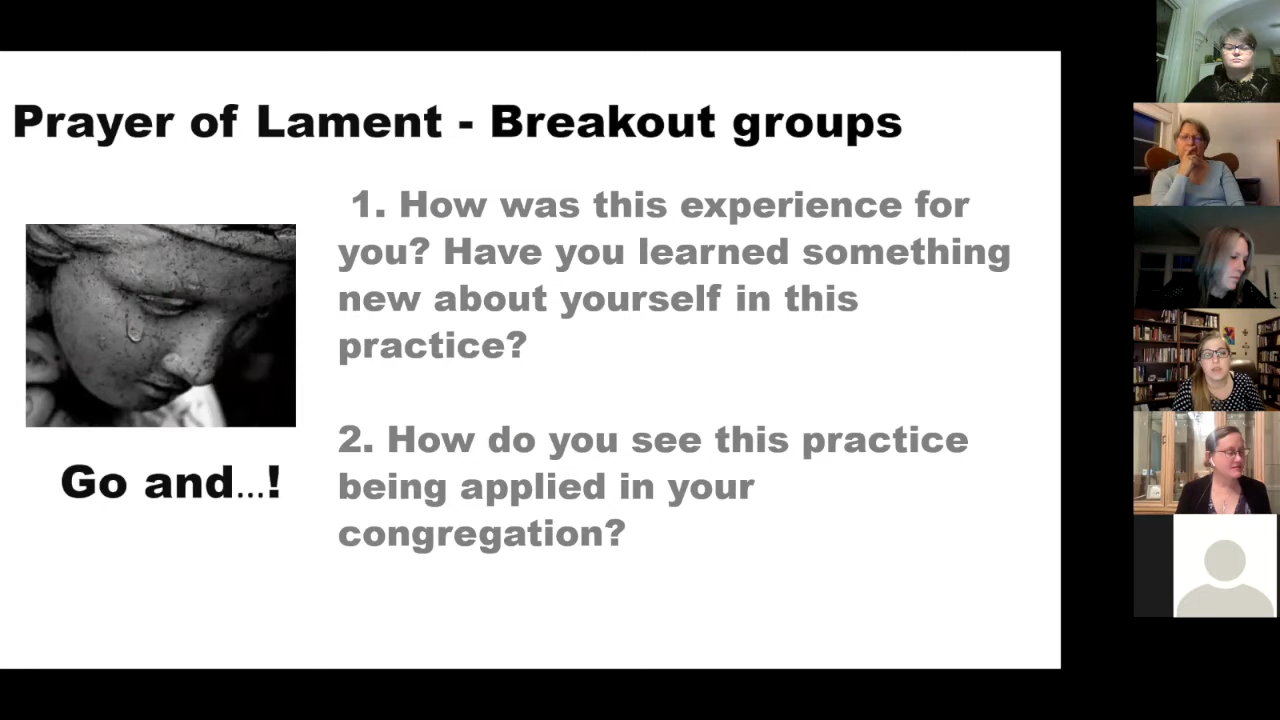 Prayer of Lament - Breakout groups
1. How was this experience for
you? Have you learned something
new about yourself in this
practice?
2. How do you see this practice
being applied in your
congregation?
Go and...!